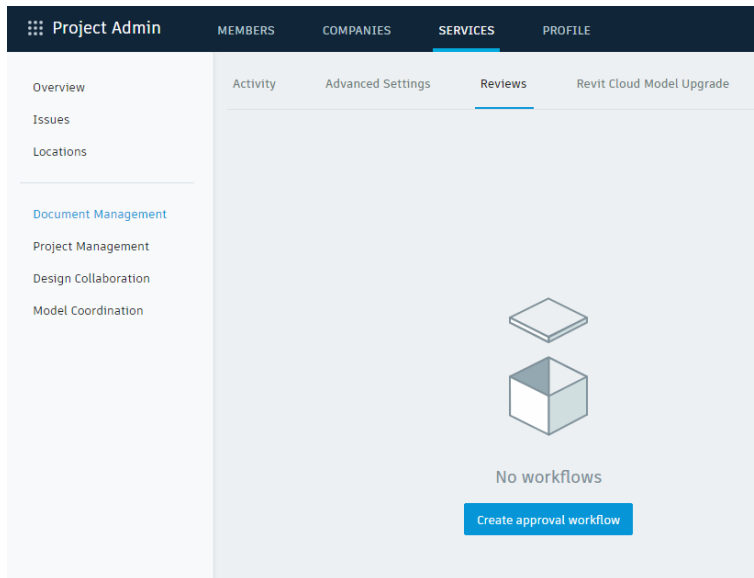 Project Admin
MEMBERS COMPANIES SERVICES PROFILE
Overview
Issues
Locations
Document Management
Project Management
Design Collaboration
Model Coordination
Activity Advanced Settings Reviews Revit Cloud Model Upgrade
No workflows
Create approval workflow